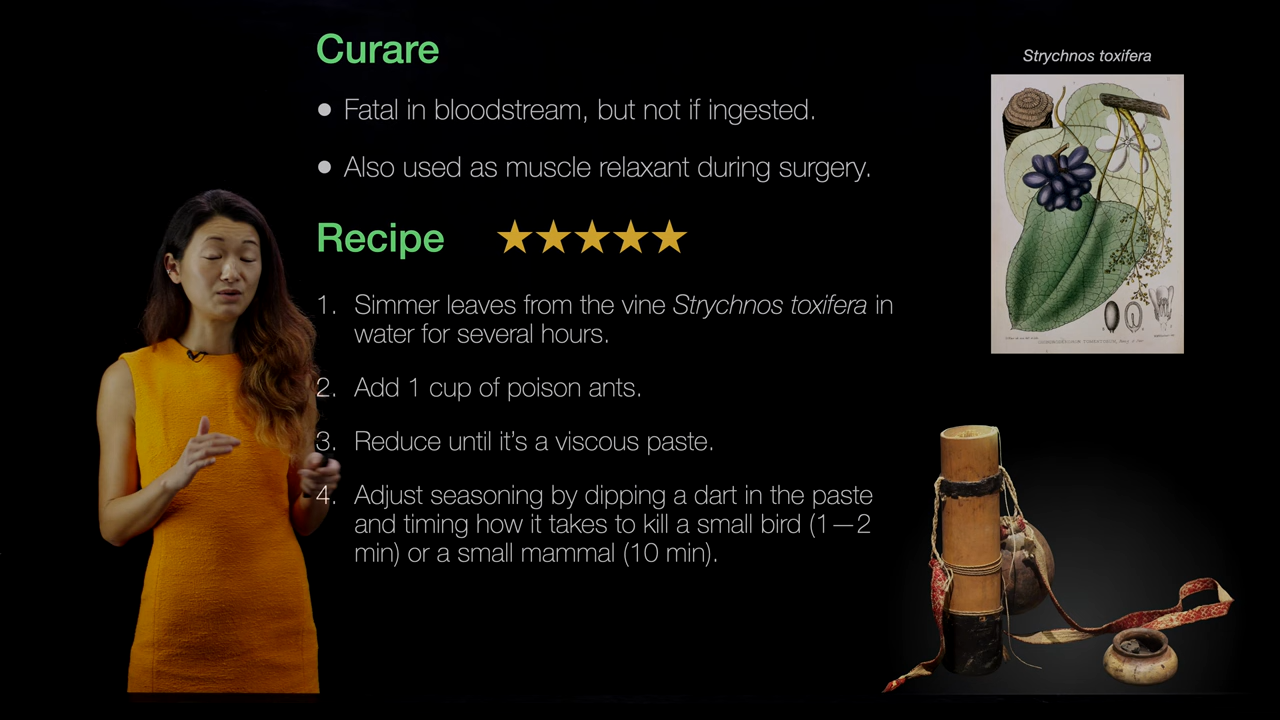 Curare
Strychnos toxifera
• Fatal in bloodstream, but not if ingested.
• Also used as muscle relaxant during surgery.
Recipe ★★★★★
1. Simmer leaves from the vine Strychnos toxifera in
water for several hours.
2. Add 1 cup of poison ants.
3. Reduce until it's a viscous paste.
4. Adjust seasoning by dipping a dart in the paste
and timing how it takes to kill a small bird (1—2
min) or a small mammal (10 min).